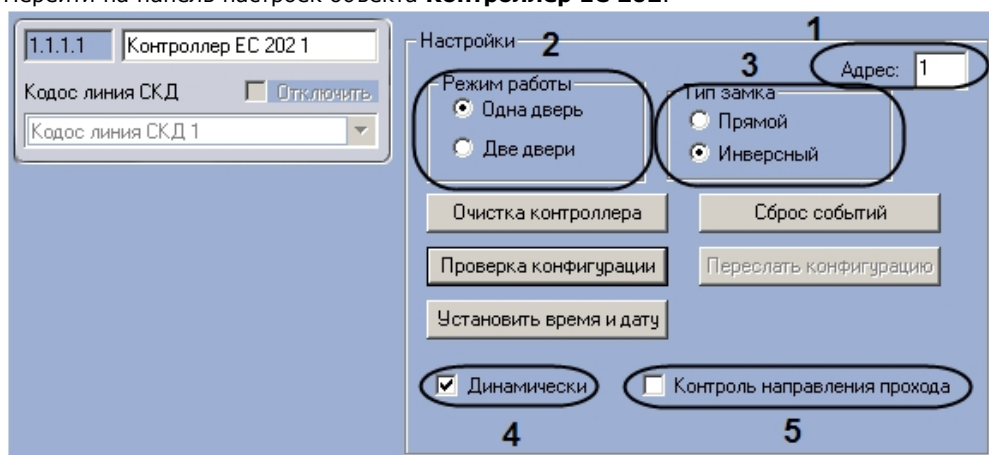 Перейти на панель настроек объекта Контроллер ЕС 202.
1.1.1.1 Контроллер ЕС 202 1
Кодос линия СКД Отключить
Кодос линия СКД 1
Настройки 2 1
Адрес: 1
Режим работы 3
Тип замка
Одна дверь
Прямой
Две двери
Инверсный
Очистка контроллера Сброс событий
Проверка конфигурации Переслать конфигурацию
Установить время и дату
Динамически Контроль направления прохода
4 5